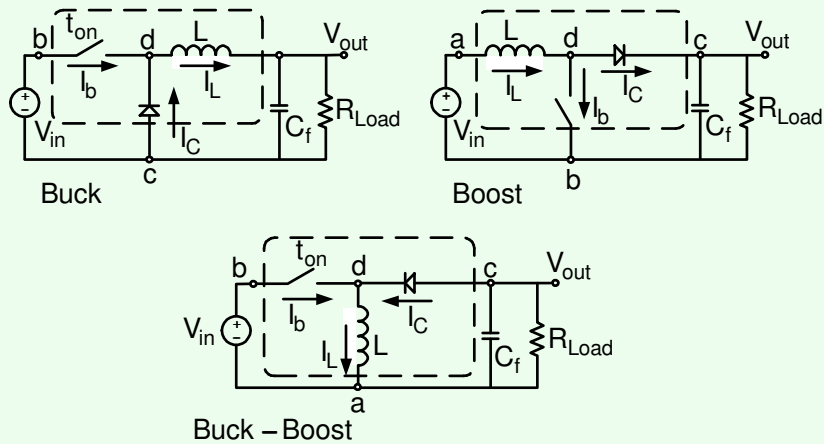 t_on
b d L V_out
I_b I_L
V_in I_C C_f R_Load
c
Buck
L V_out
a d c
I_L I_C
I_b
V_in C_f R_Load
b
Boost
t_on
b d c V_out
I_b I_C
V_in
I_L L C_f R_Load
a
Buck – Boost